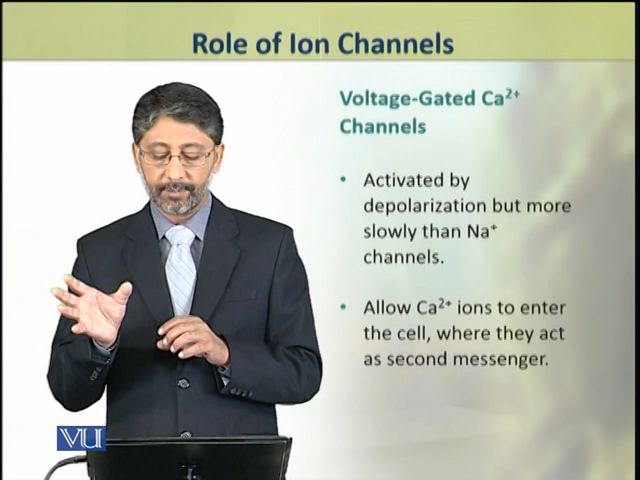 Role of Ion Channels
Voltage-Gated Ca²⁺
Channels
• Activated by
depolarization but more
slowly than Na⁺
channels.
• Allow Ca²⁺ ions to enter
the cell, where they act
as second messenger.
VU